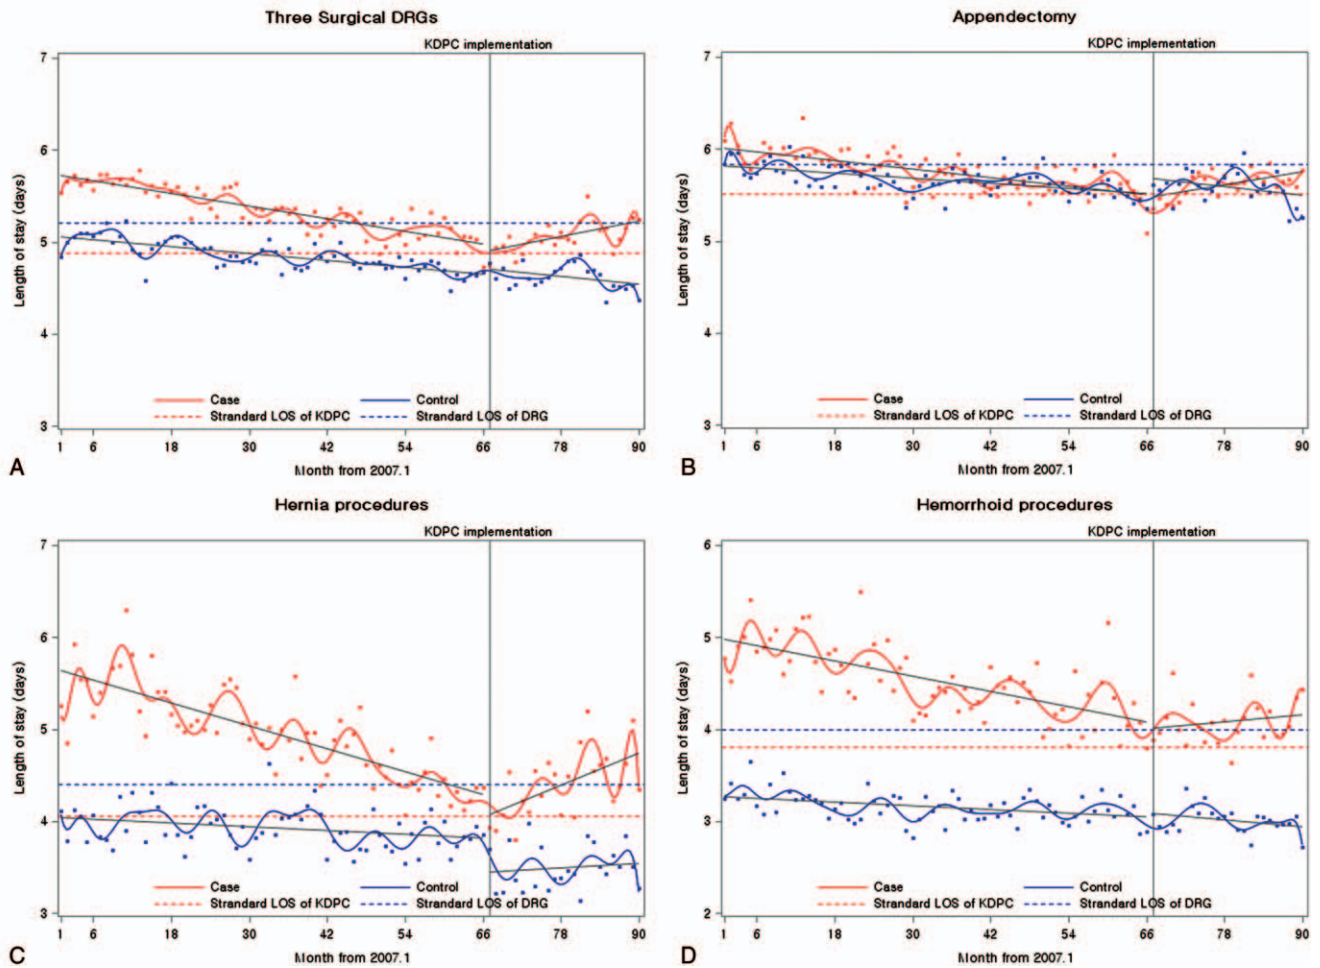 Three Surgical DRGs
KDPC implementation
7
6
5
4
3
Length of stay (days)
Case
Control
Strandard LOS of KDPC
Strandard LOS of DRG
1 6 18 30 42 54 66 78 90
Month from 2007.1
A
Appendectomy
KDPC implementation
7
6
5
4
3
Length of stay (days)
Case
Control
Strandard LOS of KDPC
Strandard LOS of DRG
1 6 18 30 42 54 66 78 90
Month from 2007.1
B
Hernia procedures
KDPC implementation
7
6
5
4
3
Length of stay (days)
Case
Control
Strandard LOS of KDPC
Strandard LOS of DRG
1 6 18 30 42 54 66 78 90
Month from 2007.1
C
Hemorrhoid procedures
KDPC implementation
6
5
4
3
2
Length of stay (days)
Case
Control
Strandard LOS of KDPC
Strandard LOS of DRG
1 6 18 30 42 54 66 78 90
Month from 2007.1
D